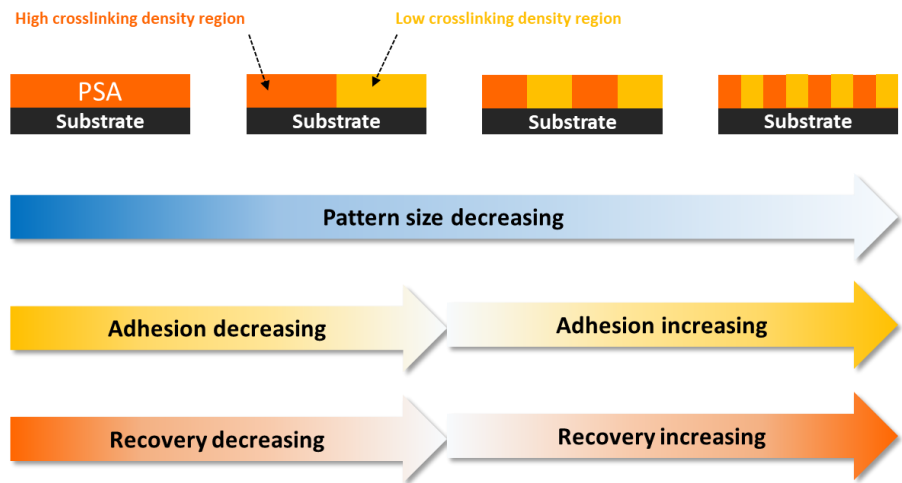 High crosslinking density region
Low crosslinking density region
PSA
Substrate
Substrate
Substrate
Substrate
Pattern size decreasing
Adhesion decreasing
Adhesion increasing
Recovery decreasing
Recovery increasing